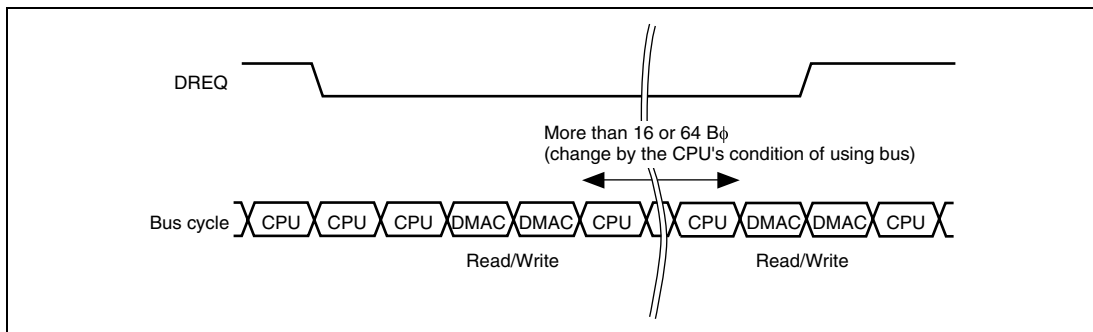 DREQ
More than 16 or 64 Bϕ
(change by the CPU's condition of using bus)
Bus cycle CPU CPU CPU DMAC DMAC CPU CPU DMAC DMAC CPU
Read/Write Read/Write